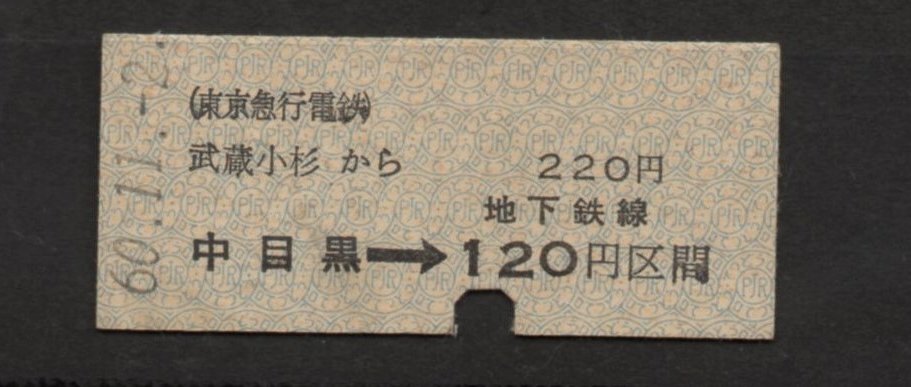 60.11.-2.
(東京急行電鉄)
武蔵小杉 から
220円
地下鉄線
中目黒→120円区間